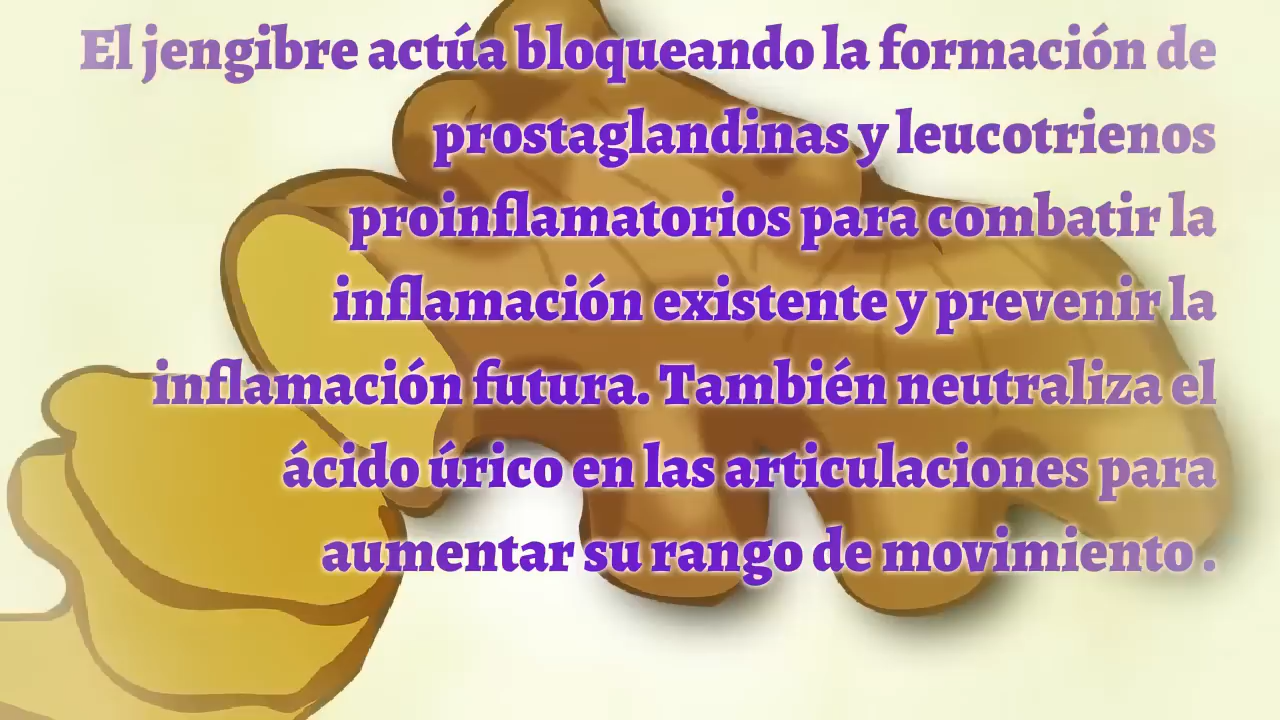 El jengibre actúa bloqueando la formación de
prostaglandinas y leucotrienos
proinflamatorios para combatir la
inflamación existente y prevenir la
inflamación futura. También neutraliza el
ácido úrico en las articulaciones para
aumentar su rango de movimiento .